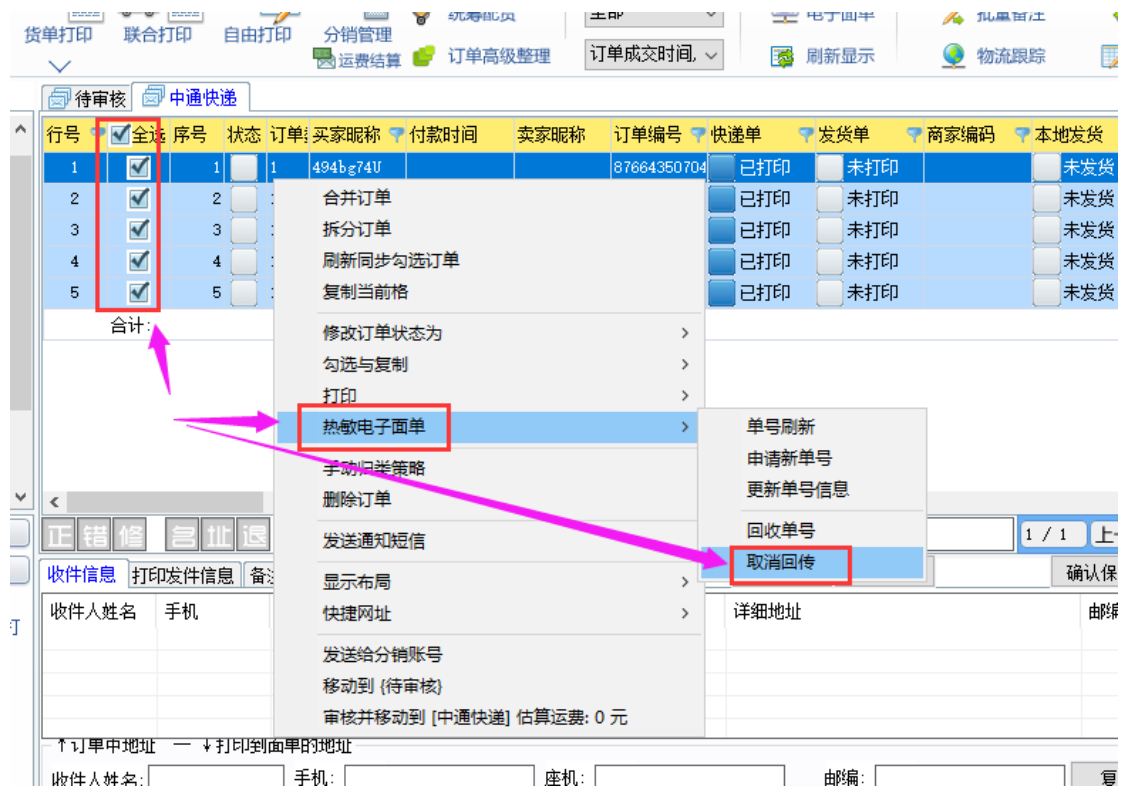 统筹配货
全部
电子面单
批量备注
货单打印 联合打印 自由打印 分销管理
运费结算 订单高级整理 订单成交时间, 刷新显示 物流跟踪
待审核 中通快递
行号 全选 序号 状态 订单 买家昵称 付款时间 卖家昵称 订单编号 快递单 发货单 商家编码 本地发货
1 1 1 494bg74U 87664350704 已打印 未打印 未发货
2 2 已打印 未打印 未发货
3 3 已打印 未打印 未发货
4 4 已打印 未打印 未发货
5 5 已打印 未打印 未发货
合计:
合并订单
拆分订单
刷新同步勾选订单
复制当前格
修改订单状态为
勾选与复制
打印
热敏电子面单
手动归类策略
删除订单
发送通知短信
显示布局
快捷网址
发送给分销账号
移动到 {待审核}
审核并移动到 [中通快递] 估算运费: 0 元
单号刷新
申请新单号
更新单号信息
回收单号
取消回传
正 错 修 名 址 退
1 / 1 上一
收件信息 打印发件信息 备注
确认保
收件人姓名 手机 详细地址 邮编
打
↑订单中地址 — ↓打印到面单的地址
收件人姓名: 手机: 座机: 邮编: 复